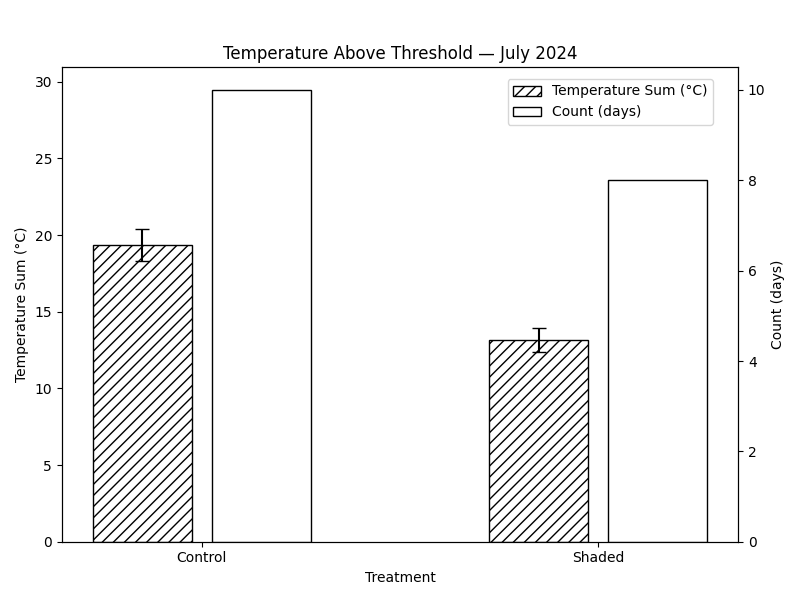 Temperature Above Threshold — July 2024
Temperature Sum (°C)
Count (days)
30
25
20
15
10
5
0
Temperature Sum (°C)
10
8
6
4
2
0
Count (days)
Control
Shaded
Treatment